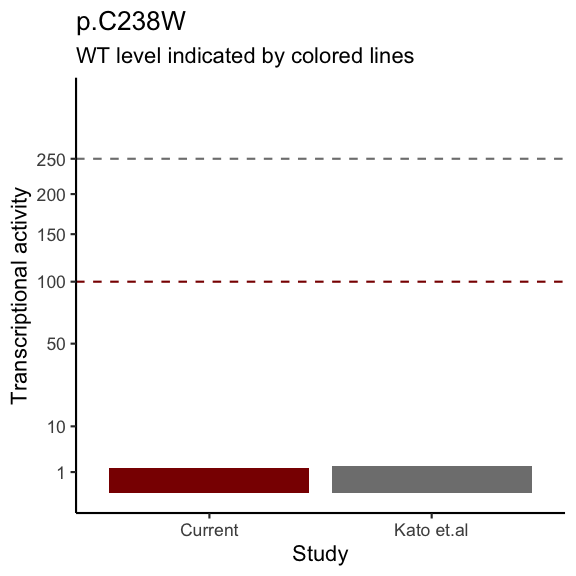 p.C238W
WT level indicated by colored lines
Transcriptional activity
250
200
150
100
50
10
1
Current
Kato et.al
Study